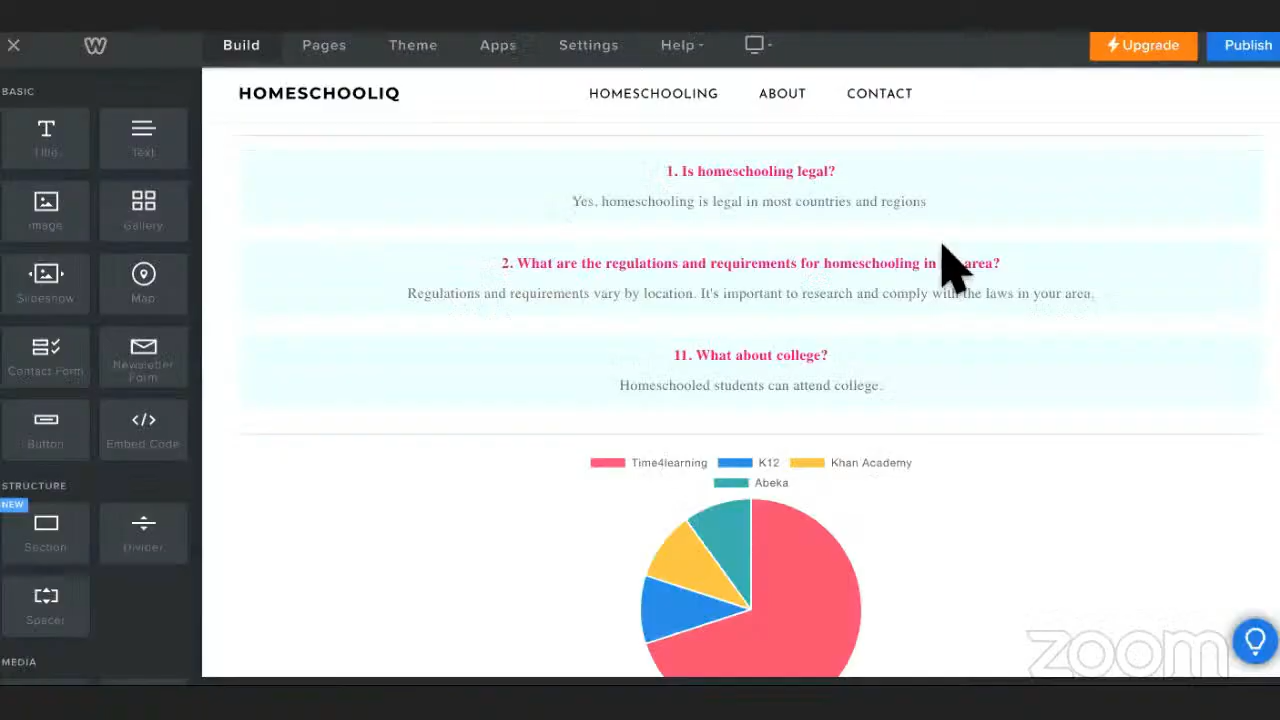 Build Pages Theme Apps Settings Help Upgrade Publish
BASIC
Title Text
Image Gallery
Slideshow Map
Contact Form Newsletter Form
Button Embed Code
STRUCTURE
NEW
Section Divider
Spacer
MEDIA
HOMESCHOOLIQ HOMESCHOOLING ABOUT CONTACT
1. Is homeschooling legal?
Yes, homeschooling is legal in most countries and regions
2. What are the regulations and requirements for homeschooling in area?
Regulations and requirements vary by location. It's important to research and comply with the laws in your area.
11. What about college?
Homeschooled students can attend college.
Time4learning K12 Khan Academy
Abeka
zoom